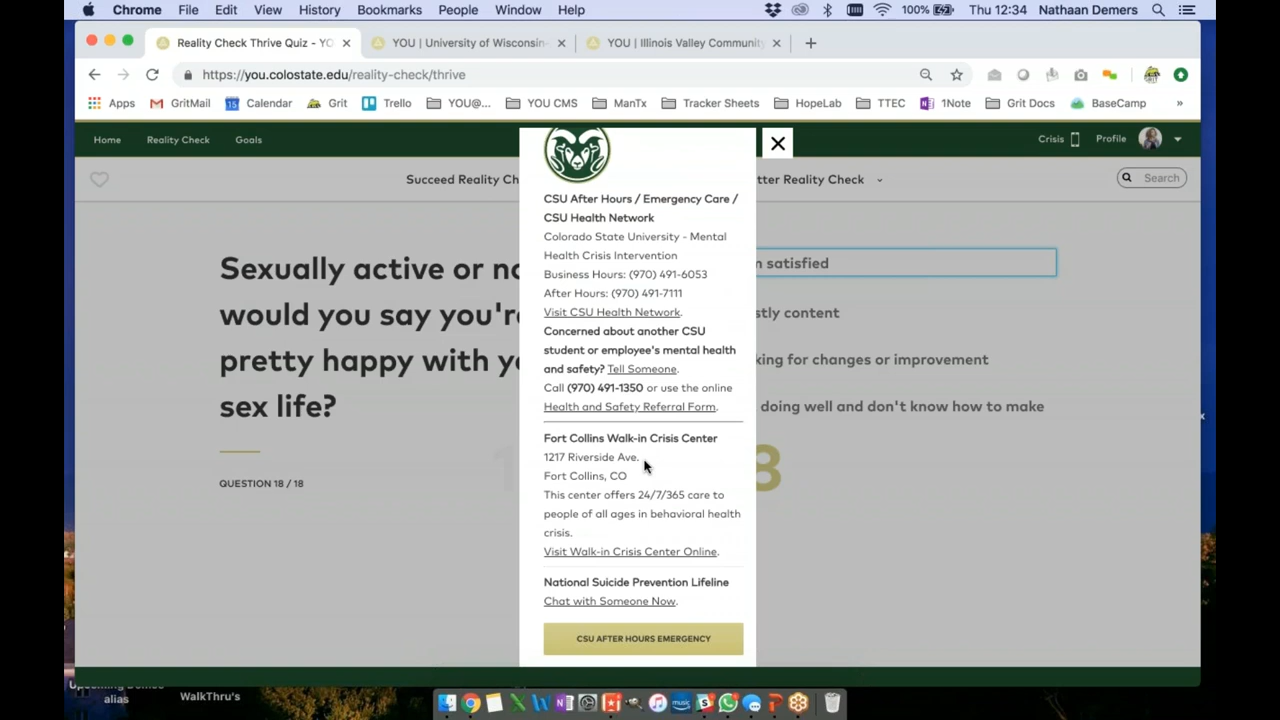 Chrome File Edit View History Bookmarks People Window Help 100% Thu 12:34 Nathaan Demers
Reality Check Thrive Quiz - YO YOU | University of Wisconsin YOU | Illinois Valley Communit
https://you.colostate.edu/reality-check/thrive
Apps GritMail Calendar Grit Trello YOU@... YOU CMS ManTx Tracker Sheets HopeLab TTEC 1Note Grit Docs BaseCamp »
Home Reality Check Goals Crisis Profile
Succeed Reality Ch tter Reality Check Search
CSU After Hours / Emergency Care /
CSU Health Network
Colorado State University - Mental
Health Crisis Intervention
Business Hours: (970) 491-6053
After Hours: (970) 491-7111
Visit CSU Health Network.
Concerned about another CSU
student or employee's mental health
and safety? Tell Someone.
Call (970) 491-1350 or use the online
Health and Safety Referral Form.
Fort Collins Walk-in Crisis Center
1217 Riverside Ave.
Fort Collins, CO
This center offers 24/7/365 care to
people of all ages in behavioral health
crisis.
Visit Walk-in Crisis Center Online.
National Suicide Prevention Lifeline
Chat with Someone Now.
CSU AFTER HOURS EMERGENCY
Sexually active or no
would you say you'r
pretty happy with y
sex life?
QUESTION 18 / 18
satisfied
stly content
king for changes or improvement
doing well and don't know how to make
8
alias
WalkThru's